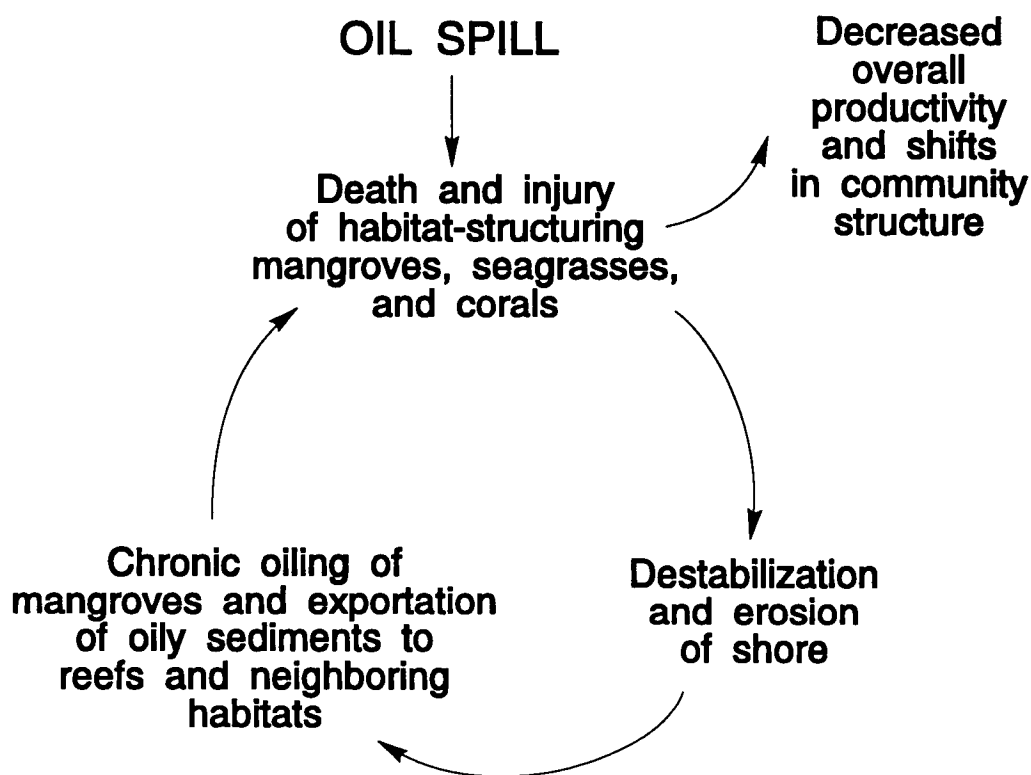 OIL SPILL
Decreased
overall
productivity
and shifts
in community
structure
Death and injury
of habitat-structuring
mangroves, seagrasses,
and corals
Destabilization
and erosion
of shore
Chronic oiling of
mangroves and exportation
of oily sediments to
reefs and neighboring
habitats